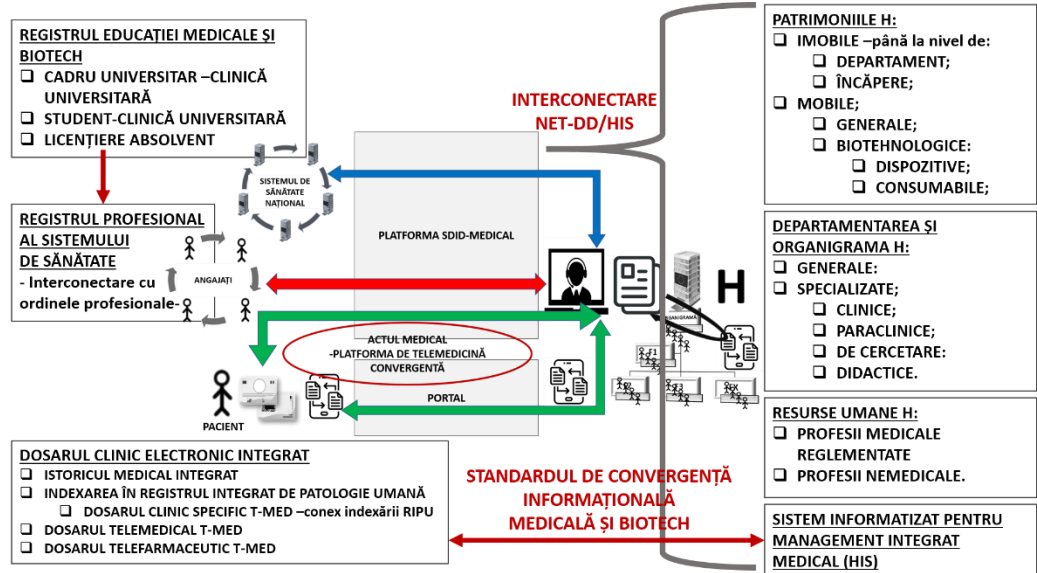 REGISTRUL EDUCAȚIEI MEDICALE ȘI
BIOTECH
❑ CADRU UNIVERSITAR –CLINICĂ
UNIVERSITARĂ
❑ STUDENT-CLINICĂ UNIVERSITARĂ
❑ LICENȚIERE ABSOLVENT
REGISTRUL PROFESIONAL
AL SISTEMULUI
DE SĂNĂTATE
- Interconectare cu
ordinele profesionale-
SISTEMUL DE
SĂNĂTATE
NAȚIONAL
ANGAJAȚI
PACIENT
PLATFORMA SDID-MEDICAL
ACTUL MEDICAL
-PLATFORMA DE TELEMEDICINĂ
CONVERGENTĂ
PORTAL
INTERCONECTARE
NET-DD/HIS
H
F1
F3
DOSARUL CLINIC ELECTRONIC INTEGRAT
❑ ISTORICUL MEDICAL INTEGRAT
❑ INDEXAREA ÎN REGISTRUL INTEGRAT DE PATOLOGIE UMANĂ
❑ DOSARUL CLINIC SPECIFIC T-MED –conex indexării RIPU
❑ DOSARUL TELEMEDICAL T-MED
❑ DOSARUL TELEFARMACEUTIC T-MED
STANDARDUL DE CONVERGENȚĂ
INFORMAȚIONALĂ
MEDICALĂ ȘI BIOTECH
PATRIMONIILE H:
❑ IMOBILE –până la nivel de:
❑ DEPARTAMENT;
❑ ÎNCĂPERE;
❑ MOBILE;
❑ GENERALE;
❑ BIOTEHNOLOGICE:
❑ DISPOZITIVE;
❑ CONSUMABILE;
DEPARTAMENTAREA ȘI
ORGANIGRAMA H:
❑ GENERALE:
❑ SPECIALIZATE;
❑ CLINICE;
❑ PARACLINICE;
❑ DE CERCETARE:
❑ DIDACTICE.
RESURSE UMANE H:
❑ PROFESII MEDICALE
REGLEMENTATE
❑ PROFESII NEMEDICALE.
SISTEM INFORMATIZAT PENTRU
MANAGEMENT INTEGRAT
MEDICAL (HIS)